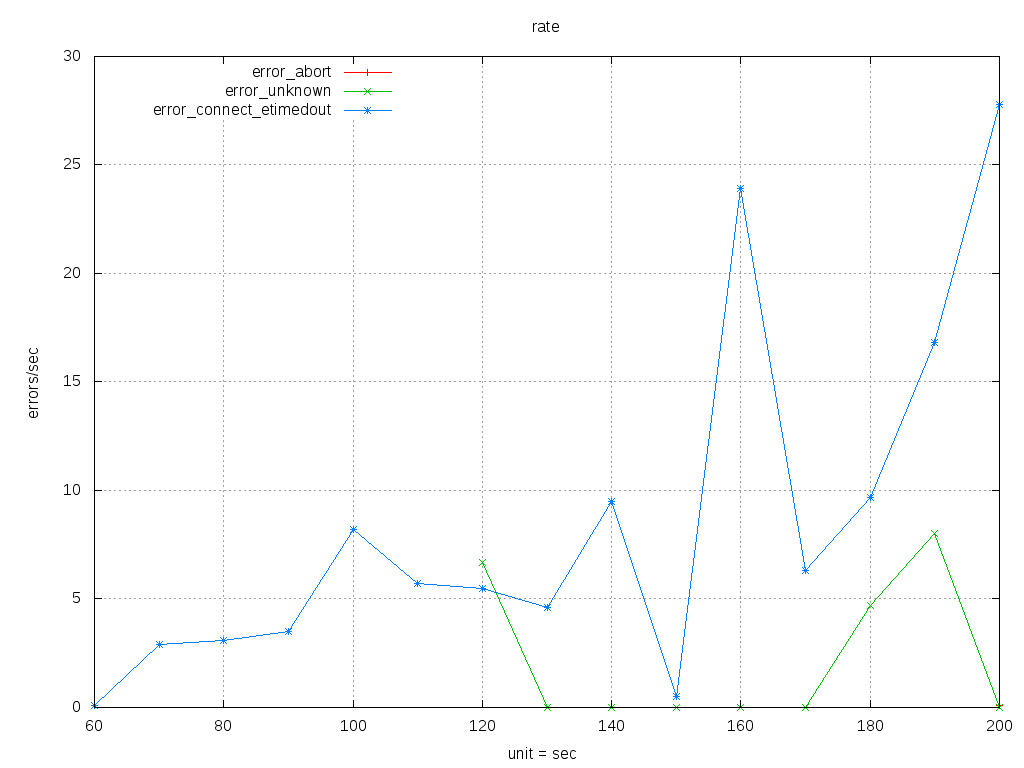 rate
30
25
20
15
10
5
0
errors/sec
error_abort
error_unknown
error_connect_etimedout
60 80 100 120 140 160 180 200
unit = sec